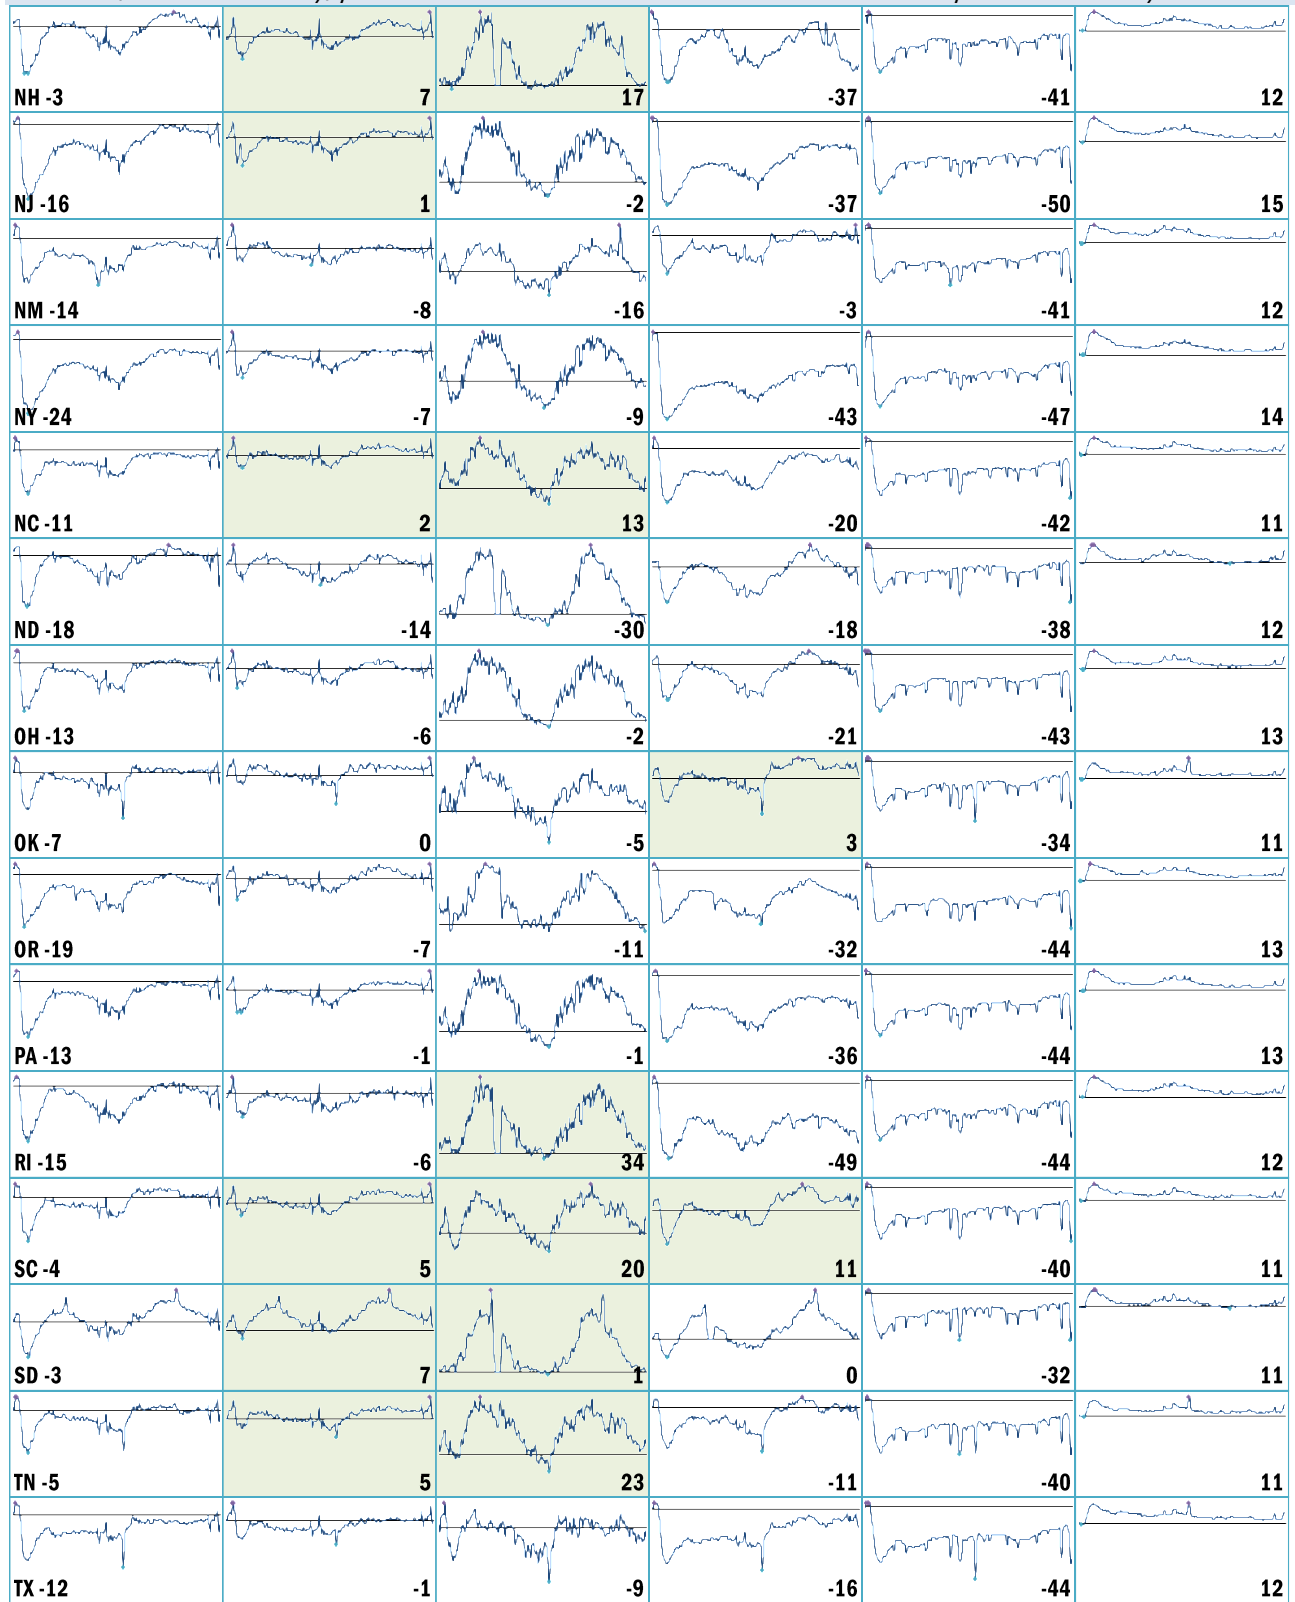 NH -3 7 17 -37 -41 12
NJ -16 1 -2 -37 -50 15
NM -14 -8 -16 -3 -41 12
NY -24 -7 -9 -43 -47 14
NC -11 2 13 -20 -42 11
ND -18 -14 -30 -18 -38 12
OH -13 -6 -2 -21 -43 13
OK -7 0 -5 3 -34 11
OR -19 -7 -11 -32 -44 13
PA -13 -1 -1 -36 -44 13
RI -15 -6 34 -49 -44 12
SC -4 5 20 11 -40 11
SD -3 7 1 0 -32 11
TN -5 5 23 -11 -40 11
TX -12 -1 -9 -16 -44 12